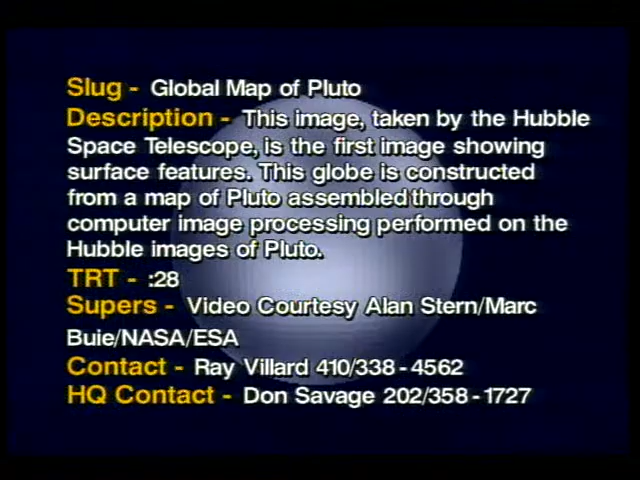 Slug - Global Map of Pluto
Description - This image, taken by the Hubble
Space Telescope, is the first image showing
surface features. This globe is constructed
from a map of Pluto assembled through
computer image processing performed on the
Hubble images of Pluto.
TRT - :28
Supers - Video Courtesy Alan Stern/Marc
Buie/NASA/ESA
Contact - Ray Villard 410/338-4562
HQ Contact - Don Savage 202/358-1727